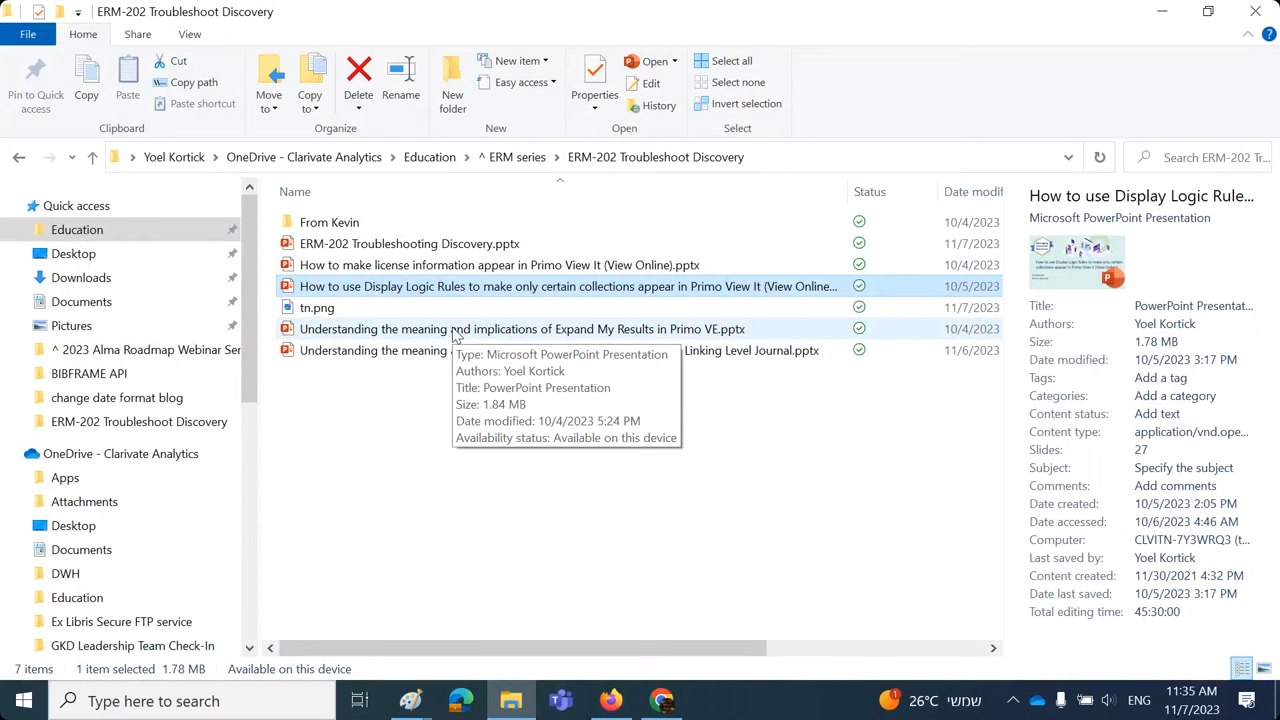 ERM-202 Troubleshoot Discovery
File Home Share View
Pin to Quick access
Copy
Paste
Cut
Copy path
Paste shortcut
Clipboard
Move to
Copy to
Delete
Rename
Organize
New folder
New item
Easy access
New
Properties
Open
Edit
History
Open
Select all
Select none
Invert selection
Select
Yoel Kortick > OneDrive - Clarivate Analytics > Education > ^ ERM series > ERM-202 Troubleshoot Discovery
Search ERM-202 Tr...
Quick access
Education
Desktop
Downloads
Documents
Pictures
^ 2023 Alma Roadmap Webinar Ser
BIBFRAME API
change date format blog
ERM-202 Troubleshoot Discovery
OneDrive - Clarivate Analytics
Apps
Attachments
Desktop
Documents
DWH
Education
Ex Libris Secure FTP service
GKD Leadership Team Check-In
Name Status Date modif
From Kevin 10/4/2023
ERM-202 Troubleshooting Discovery.pptx 11/7/2023
How to make license information appear in Primo View It (View Online).pptx 10/4/2023
How to use Display Logic Rules to make only certain collections appear in Primo View It (View Online... 10/5/2023
tn.png 11/7/2023
Understanding the meaning and implications of Expand My Results in Primo VE.pptx 10/4/2023
Understanding the meaning Linking Level Journal.pptx 11/6/2023
Type: Microsoft PowerPoint Presentation
Authors: Yoel Kortick
Title: PowerPoint Presentation
Size: 1.84 MB
Date modified: 10/4/2023 5:24 PM
Availability status: Available on this device
How to use Display Logic Rule...
Microsoft PowerPoint Presentation
Title: PowerPoint Presentat...
Authors: Yoel Kortick
Size: 1.78 MB
Date modified: 10/5/2023 3:17 PM
Tags: Add a tag
Categories: Add a category
Content status: Add text
Content type: application/vnd.ope...
Slides: 27
Subject: Specify the subject
Comments: Add comments
Date created: 10/5/2023 2:05 PM
Date accessed: 10/6/2023 4:46 AM
Computer: CLVITN-7Y3WRQ3 (t...
Last saved by: Yoel Kortick
Content created: 11/30/2021 4:32 PM
Date last saved: 10/5/2023 3:17 PM
Total editing time: 45:30:00
7 items 1 item selected 1.78 MB Available on this device
Type here to search
1
26°C שמשי
ENG
11:35 AM
11/7/2023